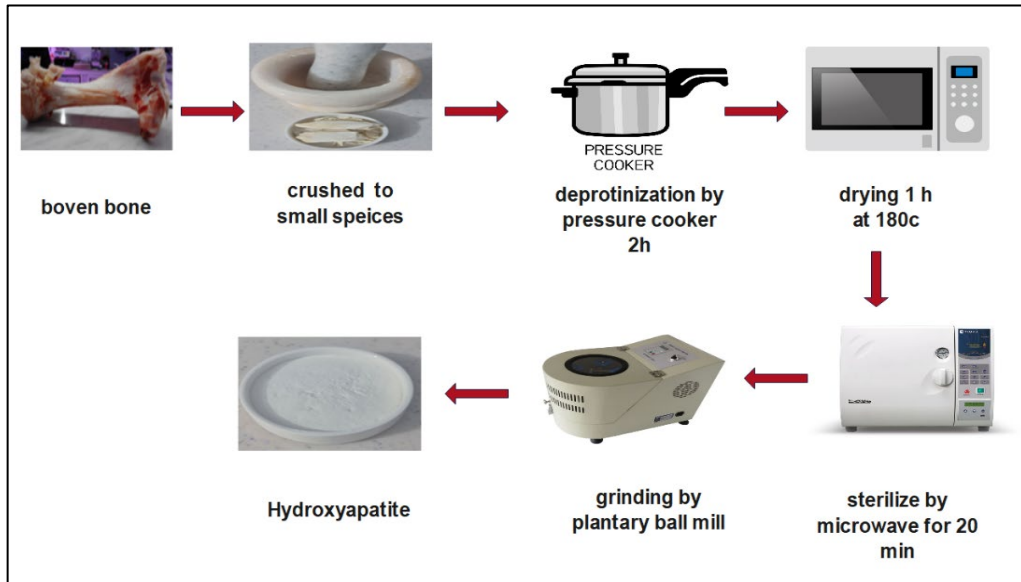 PRESSURE
COOKER
boven bone
crushed to
small speices
deprotinization by
pressure cooker
2h
drying 1 h
at 180c
Hydroxyapatite
grinding by
plantary ball mill
sterilize by
microwave for 20
min